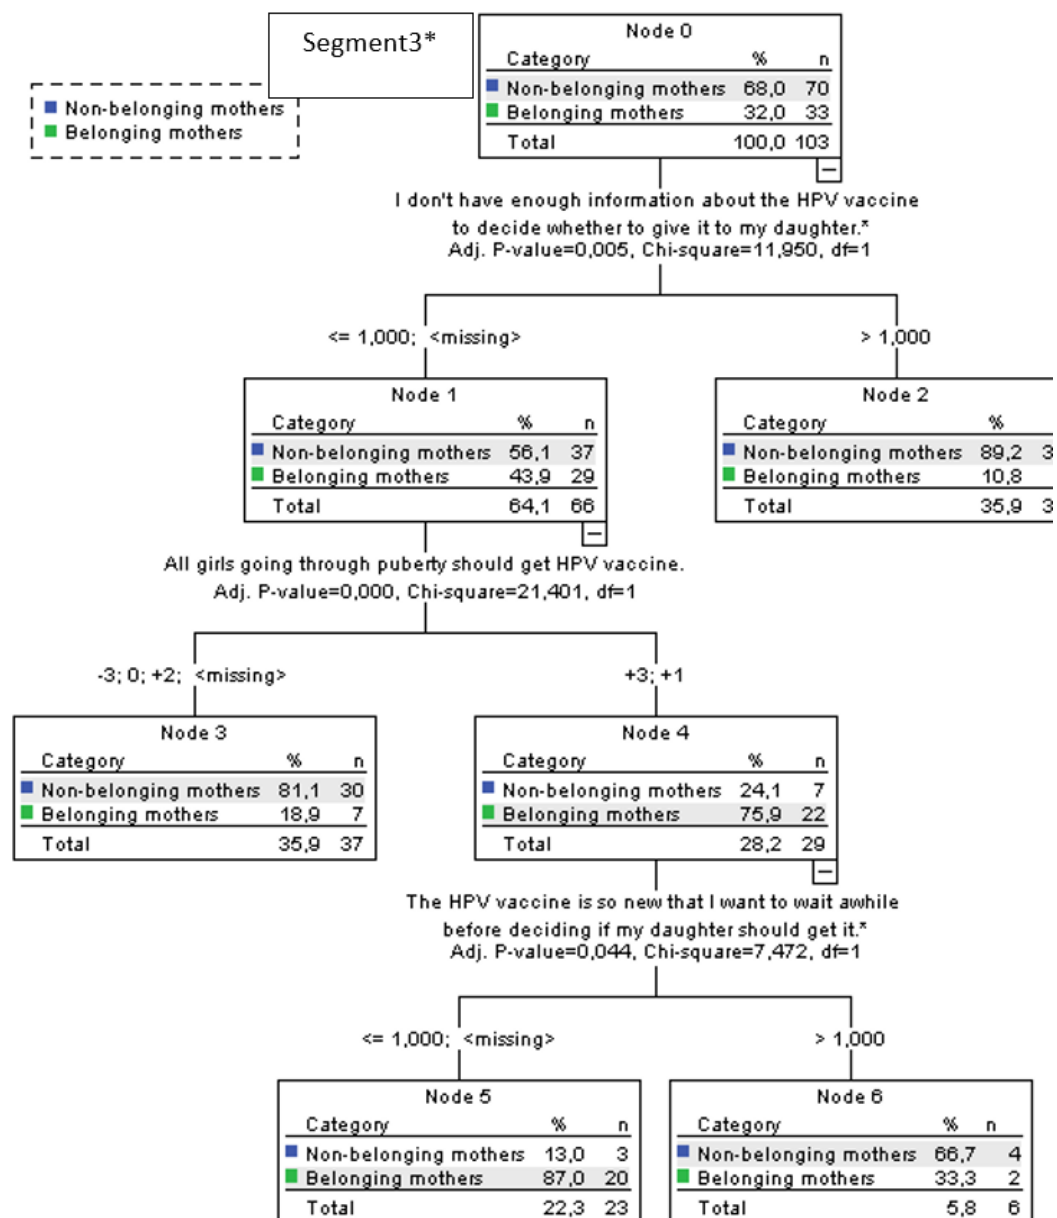 Segment3*
Non-belonging mothers
Belonging mothers
Node 0
Category % n
Non-belonging mothers 68,0 70
Belonging mothers 32,0 33
Total 100,0 103
I don't have enough information about the HPV vaccine
to decide whether to give it to my daughter.*
Adj. P-value=0,005, Chi-square=11,950, df=1
<= 1,000; <missing>
> 1,000
Node 1
Category % n
Non-belonging mothers 56,1 37
Belonging mothers 43,9 29
Total 64,1 66
Node 2
Category %
Non-belonging mothers 89,2 3
Belonging mothers 10,8
Total 35,9 3
All girls going through puberty should get HPV vaccine.
Adj. P-value=0,000, Chi-square=21,401, df=1
-3; 0; +2; <missing>
+3; +1
Node 3
Category % n
Non-belonging mothers 81,1 30
Belonging mothers 18,9 7
Total 35,9 37
Node 4
Category % n
Non-belonging mothers 24,1 7
Belonging mothers 75,9 22
Total 28,2 29
The HPV vaccine is so new that I want to wait awhile
before deciding if my daughter should get it.*
Adj. P-value=0,044, Chi-square=7,472, df=1
<= 1,000; <missing>
> 1,000
Node 5
Category % n
Non-belonging mothers 13,0 3
Belonging mothers 87,0 20
Total 22,3 23
Node 6
Category % n
Non-belonging mothers 66,7 4
Belonging mothers 33,3 2
Total 5,8 6